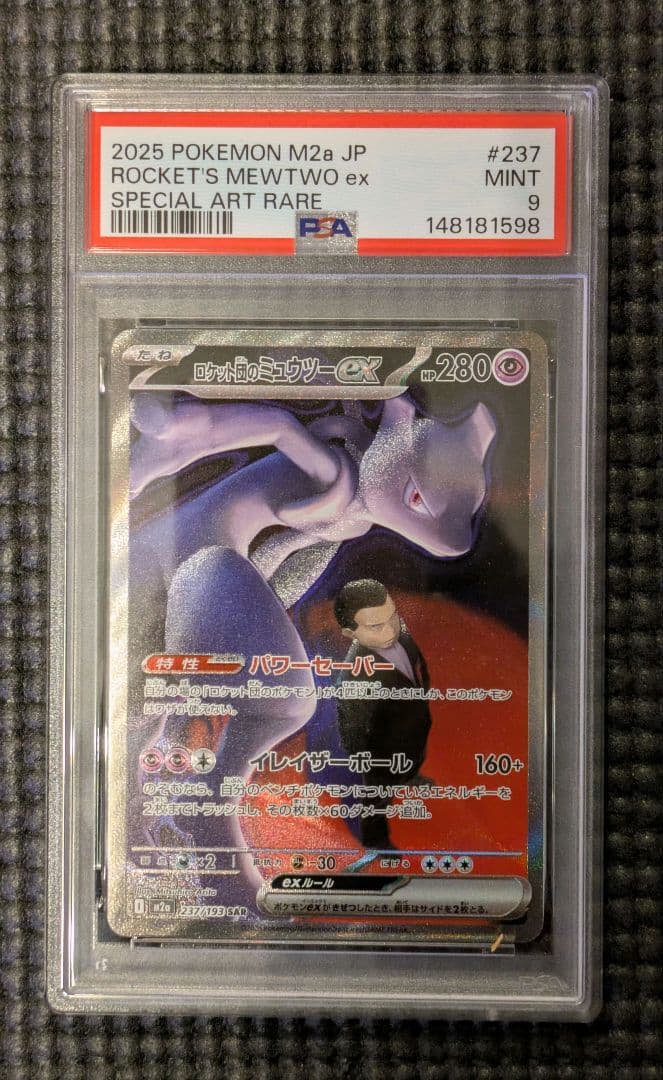 2025 POKEMON M2a JP #237
ROCKET'S MEWTWO ex MINT
SPECIAL ART RARE 9
PSA 148181598
たね ロケット団のミュウツーex HP280
特性 パワーセーバー
自分の場の「ロケット団のポケモン」が4匹以上のときにしか、このポケモン
はワザが使えない。
イレイザーボール 160+
のぞむなら、自分のベンチポケモンについているエネルギーを
2枚までトラッシュし、その枚数×60ダメージ追加。
弱点 ×2 抵抗力 -30 にげる
exルール
ポケモンexがきぜつしたとき、相手はサイドを2枚とる。
Illus.
I M2a 237/193 SAR
PSA